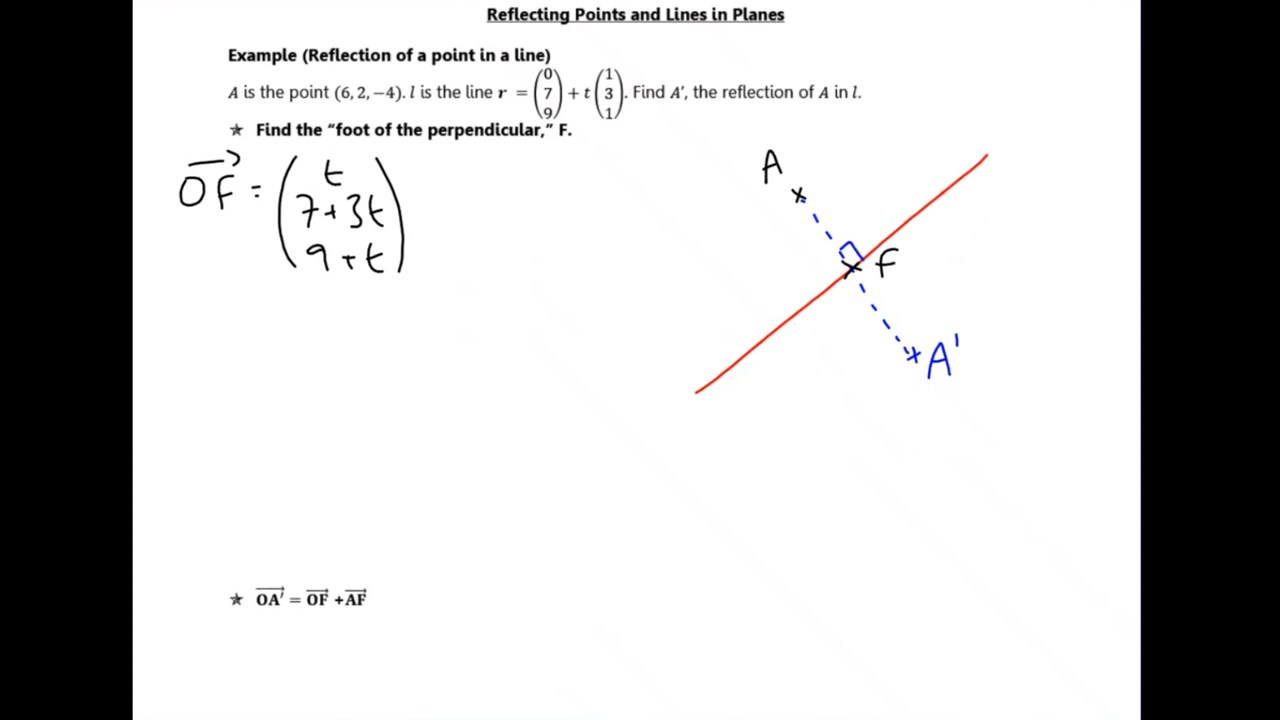 Reflecting Points and Lines in Planes
Example (Reflection of a point in a line)
A is the point (6, 2, −4). l is the line r = (0 7 9) + t (1 3 1). Find A′, the reflection of A in l.
★ Find the “foot of the perpendicular,” F.
OF = (t 7+3t 9+t)
A
F
A'
★ OA′ = OF +AF